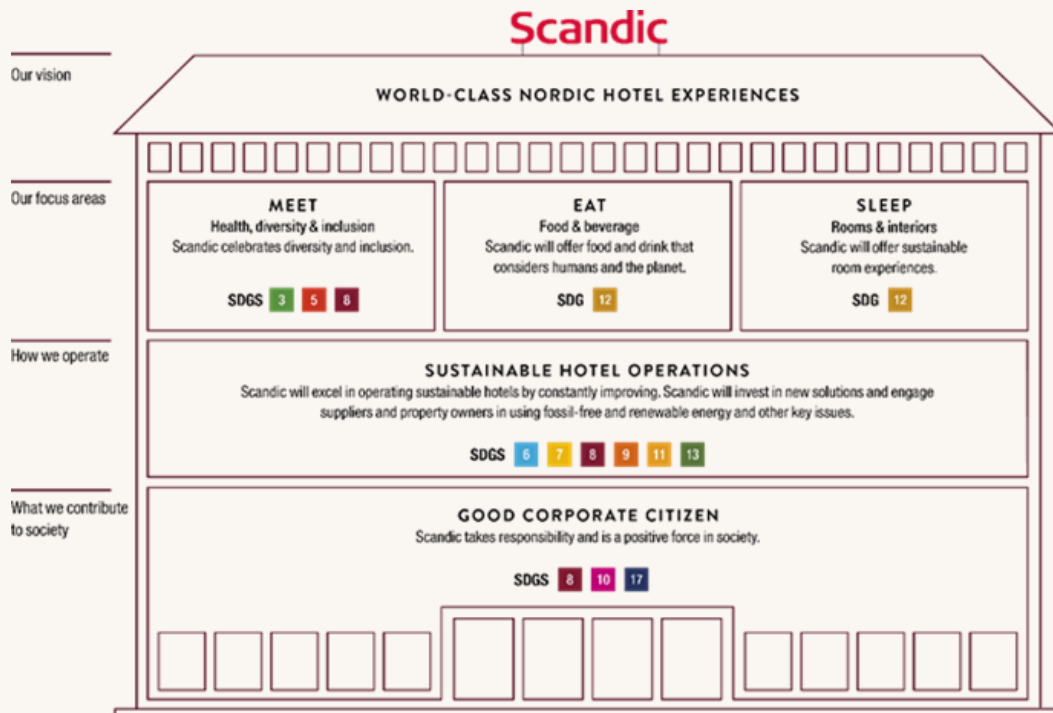 Scandic
Our vision
WORLD-CLASS NORDIC HOTEL EXPERIENCES
Our focus areas
MEET
Health, diversity & inclusion
Scandic celebrates diversity and inclusion.
SDGS 3 5 8
EAT
Food & beverage
Scandic will offer food and drink that
considers humans and the planet.
SDG 12
SLEEP
Rooms & interiors
Scandic will offer sustainable
room experiences.
SDG 12
How we operate
SUSTAINABLE HOTEL OPERATIONS
Scandic will excel in operating sustainable hotels by constantly improving. Scandic will invest in new solutions and engage
suppliers and property owners in using fossil-free and renewable energy and other key issues.
SDGS 6 7 8 9 11 13
What we contribute
to society
GOOD CORPORATE CITIZEN
Scandic takes responsibility and is a positive force in society.
SDGS 8 10 17